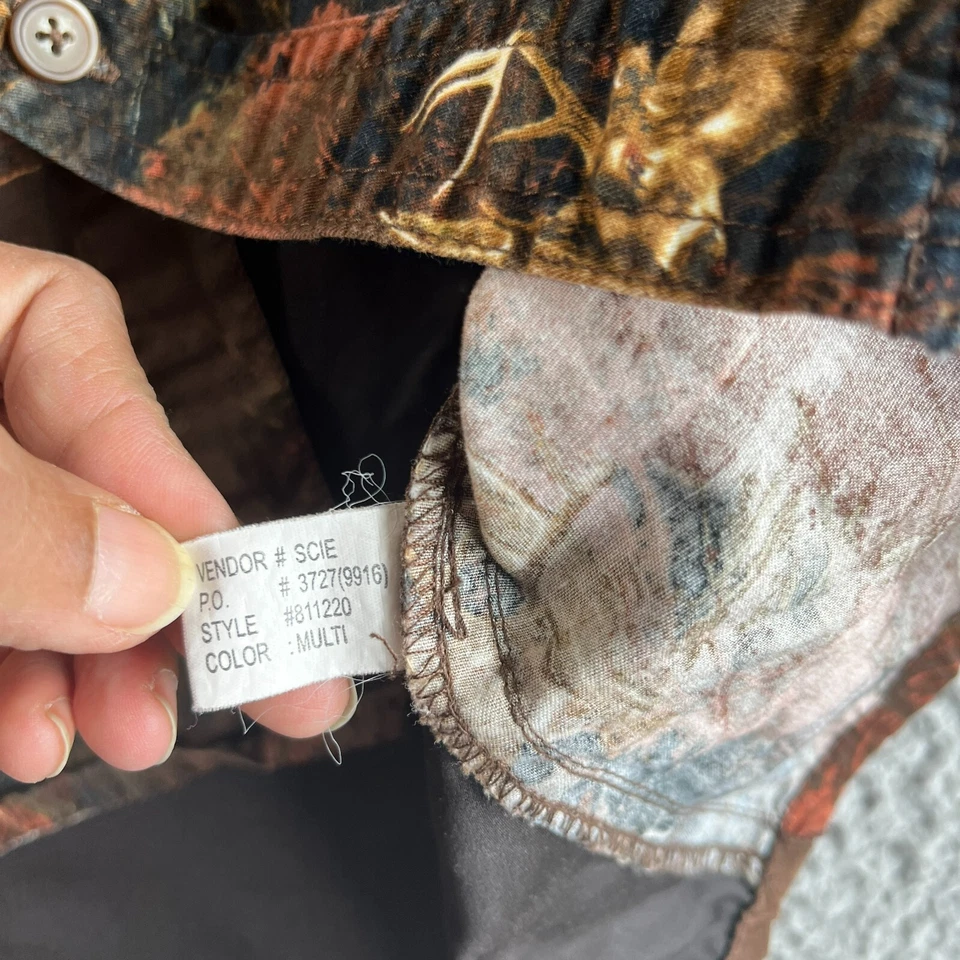 VENDOR # SCIE
P.O. # 3727(9916)
STYLE #811220
COLOR : MULTI